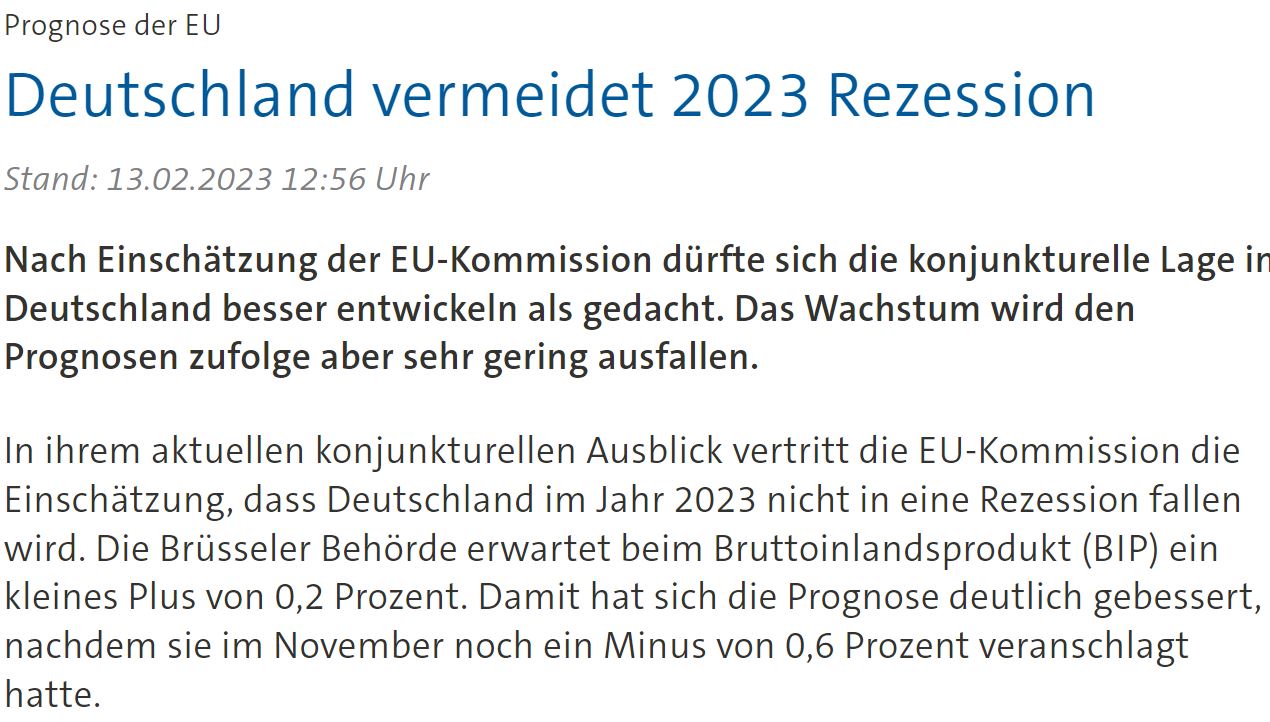 Prognose der EU
Deutschland vermeidet 2023 Rezession
Stand: 13.02.2023 12:56 Uhr
Nach Einschätzung der EU-Kommission dürfte sich die konjunkturelle Lage in
Deutschland besser entwickeln als gedacht. Das Wachstum wird den
Prognosen zufolge aber sehr gering ausfallen.
In ihrem aktuellen konjunkturellen Ausblick vertritt die EU-Kommission die
Einschätzung, dass Deutschland im Jahr 2023 nicht in eine Rezession fallen
wird. Die Brüsseler Behörde erwartet beim Bruttoinlandsprodukt (BIP) ein
kleines Plus von 0,2 Prozent. Damit hat sich die Prognose deutlich gebessert,
nachdem sie im November noch ein Minus von 0,6 Prozent veranschlagt
hatte.